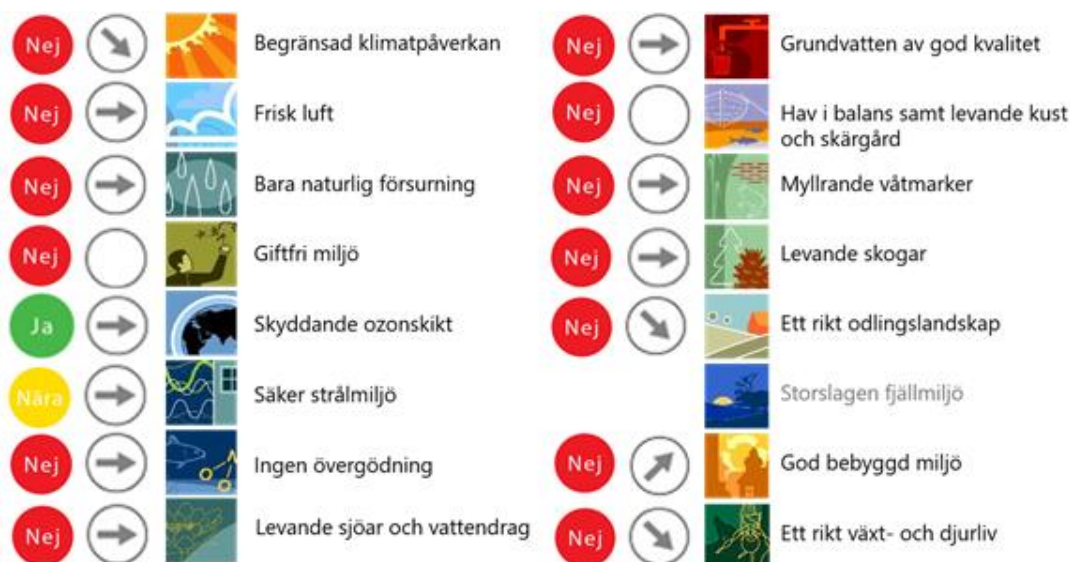 Nej
Begränsad klimatpåverkan
Nej
Frisk luft
Nej
Bara naturlig försurning
Nej
Giftfri miljö
Ja
Skyddande ozonskikt
Nära
Säker strålmiljö
Nej
Ingen övergödning
Nej
Levande sjöar och vattendrag
Nej
Grundvatten av god kvalitet
Nej
Hav i balans samt levande kust
och skärgård
Nej
Myllrande våtmarker
Nej
Levande skogar
Nej
Ett rikt odlingslandskap
Storslagen fjällmiljö
Nej
God bebyggd miljö
Nej
Ett rikt växt- och djurliv